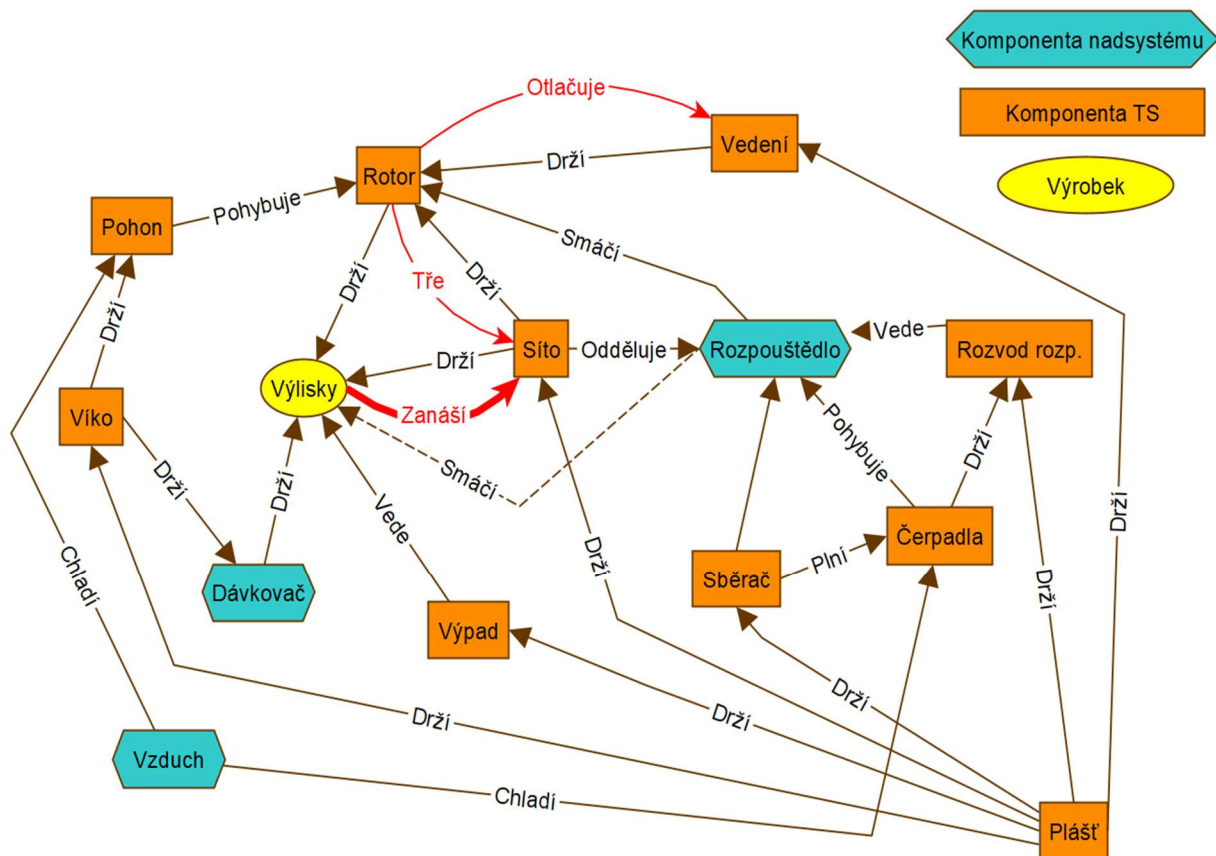 Komponenta nadsystému
Otlačuje
Komponenta TS
Vedení
Drží
Rotor
Výrobek
Pohybuje
Pohon
Smáčí
Drží
Drží
Tře
Drží
Vede
Síto
Odděluje
Rozpouštědlo
Rozvod rozp.
Drží
Výlisky
Zanáší
Víko
Pohybuje
Drží
Drží
Drží
Smáčí
Vede
Drží
Čerpadla
Drží
Plní
Sběrač
Dávkovač
Drží
Chladí
Drží
Výpad
Drží
Drží
Drží
Vzduch
Chladí
Plášť